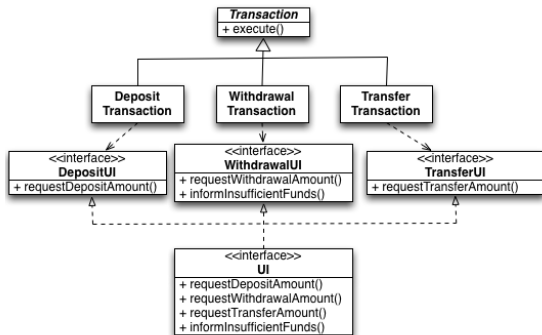 Transaction
+ execute()
Deposit
Transaction
Withdrawal
Transaction
Transfer
Transaction
<<interface>>
DepositUI
+ requestDepositAmount()
<<interface>>
WithdrawalUI
+ requestWithdrawalAmount()
+ informInsufficientFunds()
<<interface>>
TransferUI
+ requestTransferAmount()
<<interface>>
UI
+ requestDepositAmount()
+ requestWithdrawalAmount()
+ requestTransferAmount()
+ informInsufficientFunds()